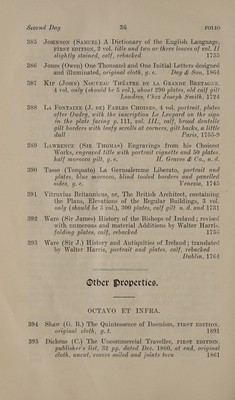 Second Day 36 FOLIO
385 JOHNSON (SAMUEL) A Dictionary of the English Language,
FIRST EDITION, 2 vol. title and two or three leaves of vol. II
slightly stained, calf, rebacked 1755
386 Jones (Owen) One Thousand and One Initial Letters designed
and illuminated, original cloth, g. e. Day & Son, 1864
387 KIP (JOHN) NOUVEAU THÉATRE DE LA GRANDE BRETAGNE,
4 vol. only (should be 5 vol.), about 290 plates, old calf gilt
Londres, Chez Joseph Smith, 1724
388 LA FONTAINE (J. DE) FABLES CHOISIES, 4 vol. portrait, plates
after Oudry, with the inscription Le Leopard on the sign
in the plate facing p. 111, vol. III, calf, broad dentelle
gilt borders with leafy scrolls at corners, gilt backs, a little
dull Paris, 1755-9
389 LAWRENCE (SIR THOMAS) Engravings from his Choicest
Works, engraved title with portrait vignette and 50 plates,
half morocco gilt, g. e. H. Graves & Co., n. d.
390 Tasso (Torquato) La Gerusalemme Liberata, portrait and
plates, blue morocco, blind tooled borders and panelled
sides, g. e. Venezia, 1745
391 Vitruvius Britannicus, or, The British Architect, containing
the Plans, Elevations of the Regular Buildings, 3 vol.
only (should be 5 vol.), 300 plates, calf gilt n. d. and 1731
392 Ware (Sir James) History of the Bishops of Ireland; revised
with numerous and material Additions by Walter Harris,
folding plates, calf, rebacked
393 Ware (Sir J.) History and Antiquities of Ireland; translated
by Walter Harris, portrait and plates, calf, rebacked
Dublin, 1764
Other Properties.
OCTAVO ET INFRA.
394 Shaw (G. B.) The Quintessence of Ibsenism, FIRST EDITION,
original cloth, g. t. 1891
395 Dickens (C.) The Uncommercial Traveller, FIRST EDITION,
publisher's list, 32 pp. dated Dec. 1860, at end, original
cloth, uncut, covers soiled and joints torn 1861